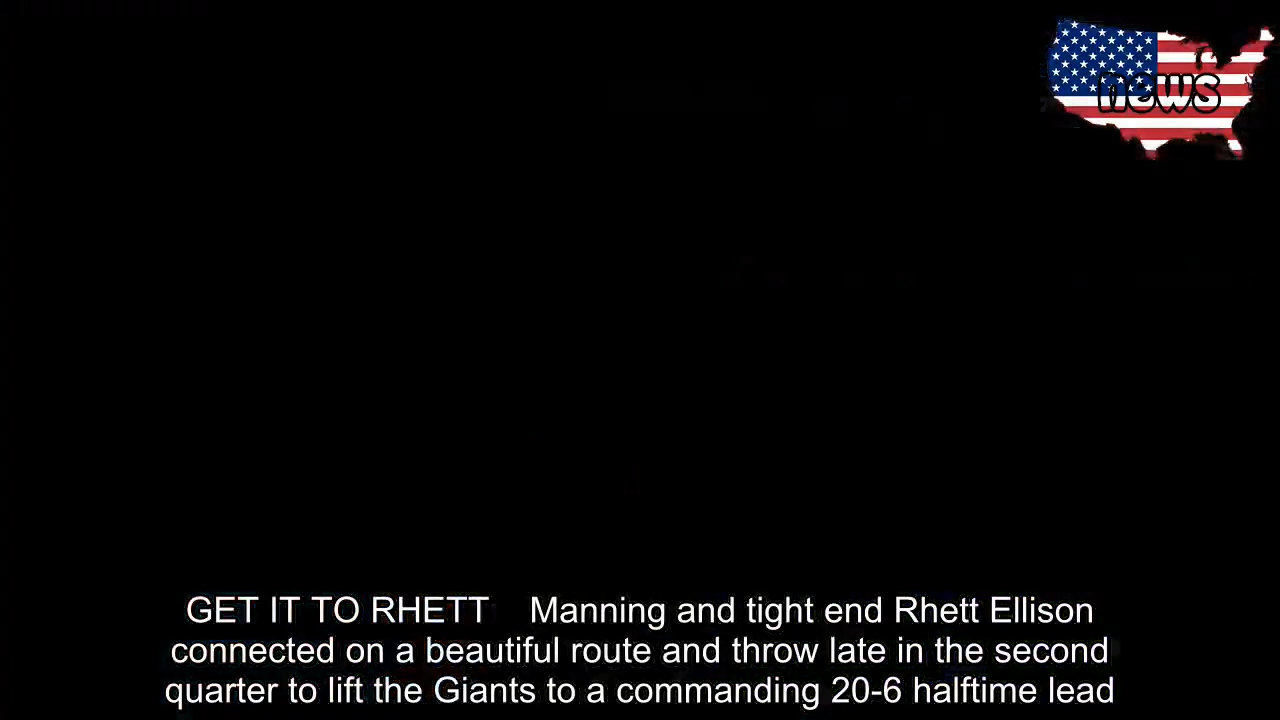 news
GET IT TO RHETT    Manning and tight end Rhett Ellison
connected on a beautiful route and throw late in the second
quarter to lift the Giants to a commanding 20-6 halftime lead